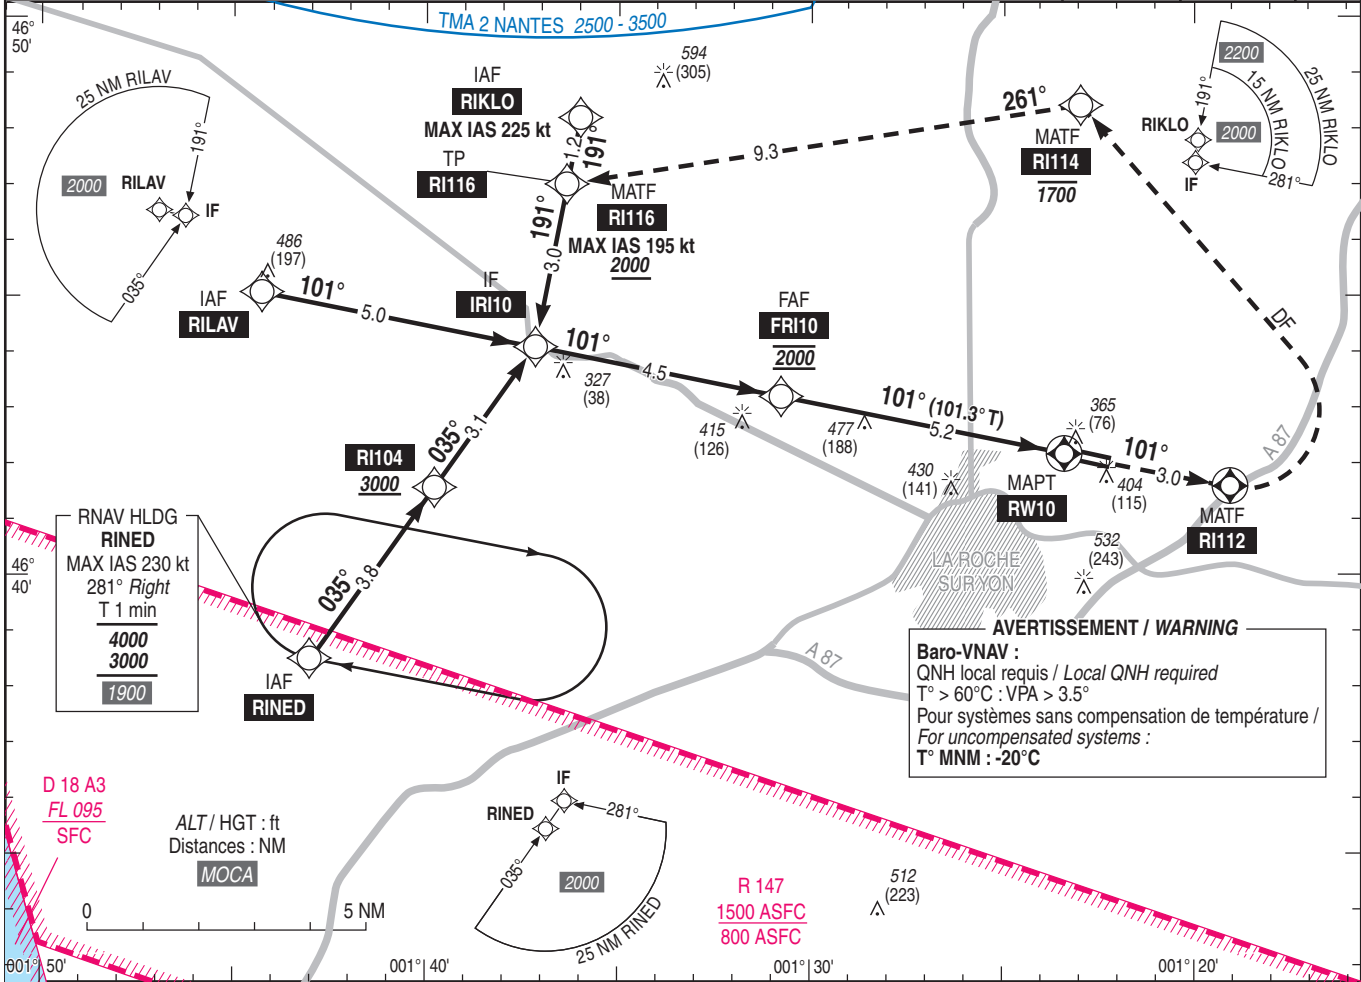 46°
50'
TMA 2 NANTES 2500 - 3500
594
(305)
25 NM RILAV
191°
2000
RILAV
IF
035°
IAF
RIKLO
MAX IAS 225 kt
1.2
191°
TP
RI116
MATF
RI116
MAX IAS 195 kt
2000
191°
3.0
261°
9.3
MATF
RI114
1700
2200
2000
191°
15 NM RIKLO
25 NM RIKLO
RIKLO
IF
281°
486
(197)
IAF
RILAV
101°
5.0
IF
IRI10
101°
4.5
327
(38)
FAF
FRI10
2000
DF
415
(126)
477
(188)
101° (101.3° T)
5.2
365
(76)
101°
3.0
404
(115)
A 87
430
(141)
MAPT
RW10
MATF
RI112
532
(243)
LA ROCHE
SUR YON
035°
3.1
RI104
3000
035°
3.8
RNAV HLDG
RINED
MAX IAS 230 kt
281° Right
T 1 min
4000
3000
1900
46°
40'
IAF
RINED
A 87
AVERTISSEMENT / WARNING
Baro-VNAV :
QNH local requis / Local QNH required
T° > 60°C : VPA > 3.5°
Pour systèmes sans compensation de température /
For uncompensated systems :
T° MNM : -20°C
D 18 A3
FL 095
SFC
ALT / HGT : ft
Distances : NM
MOCA
0
5 NM
IF
RINED
281°
035°
2000
25 NM RINED
R 147
1500 ASFC
800 ASFC
512
(223)
001° 50'
001° 40'
001° 30'
001° 20'